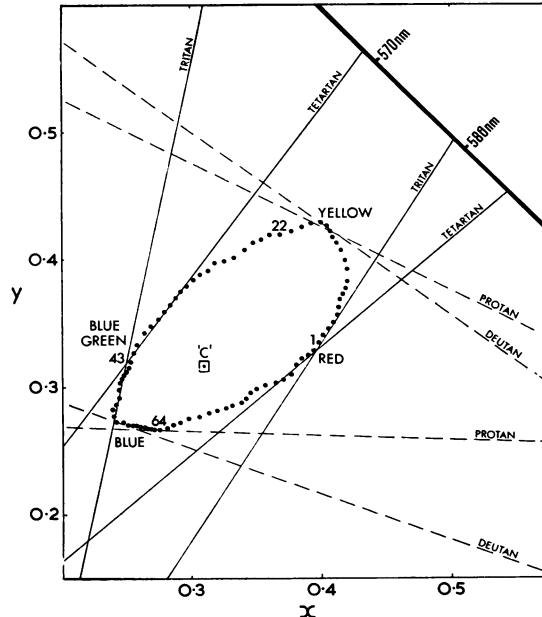 570nm
580nm
TRITAN
TETARTAN
TRITAN
TETARTAN
0.5
YELLOW
22
0.4
y
PROTAN
DEUTAN
BLUE
GREEN
43
'C'
1
RED
0.3
64
BLUE
PROTAN
DEUTAN
0.2
0.3
0.4
0.5
x